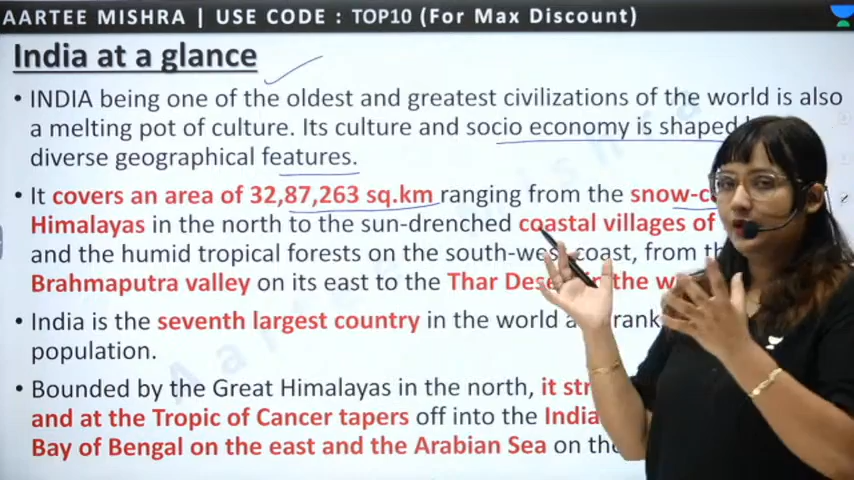 AARTEE MISHRA | USE CODE : TOP10 (For Max Discount)
India at a glance
• INDIA being one of the oldest and greatest civilizations of the world is also
a melting pot of culture. Its culture and socio economy is shaped
diverse geographical features.
• It covers an area of 32,87,263 sq.km ranging from the
Himalayas in the north to the sun-drenched coastal villages of
and the humid tropical forests on the south-west coast, from
Brahmaputra valley on its east to the Thar in the
• India is the seventh largest country in the world
population.
• Bounded by the Great Himalayas in the north, it
and at the Tropic of Cancer tapers off into the
Bay of Bengal on the east and the Arabian Sea on
Aartee Mishra